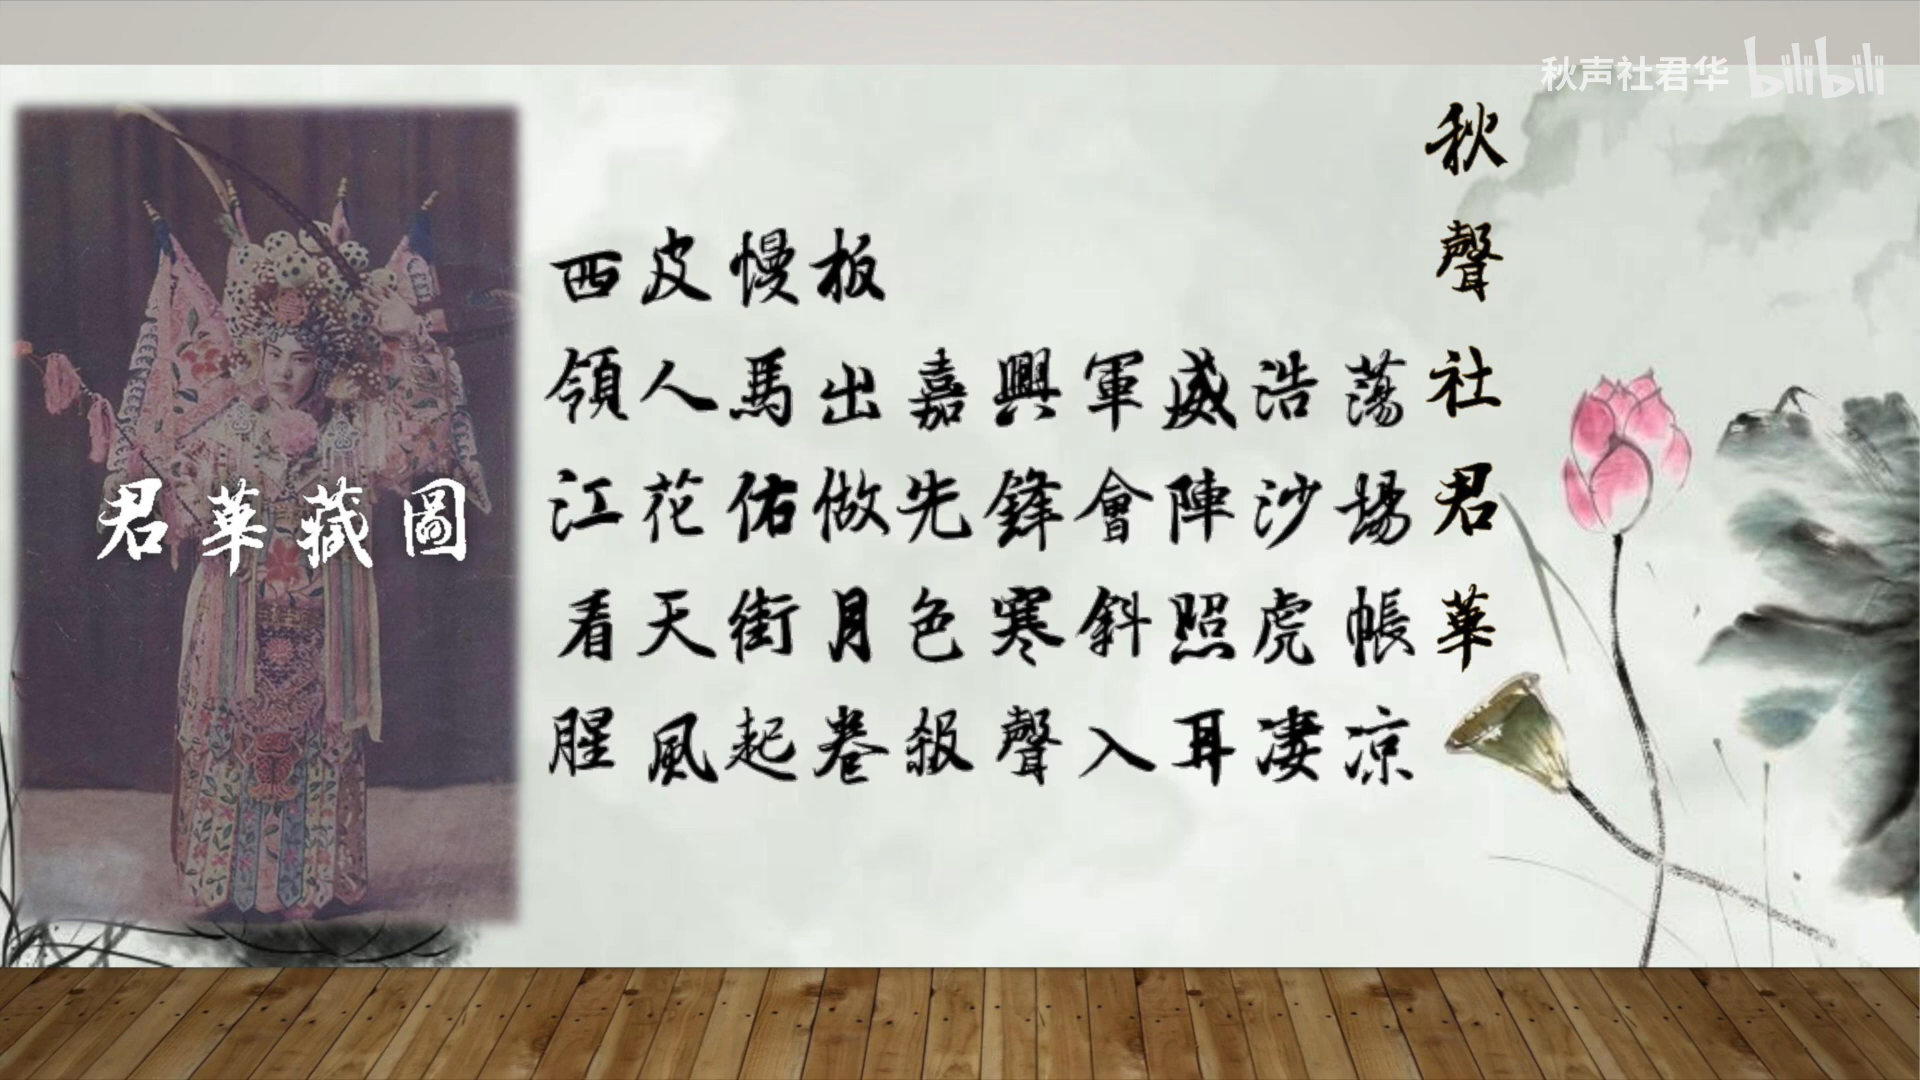 秋声社君华 bilibili
西皮慢板
領人馬出嘉興軍威浩蕩
江花佑做先鋒會陣沙場
看天街月色寒斜照虎帳
腥風起卷殺聲入耳凄涼
秋聲社君華
君華藏圖